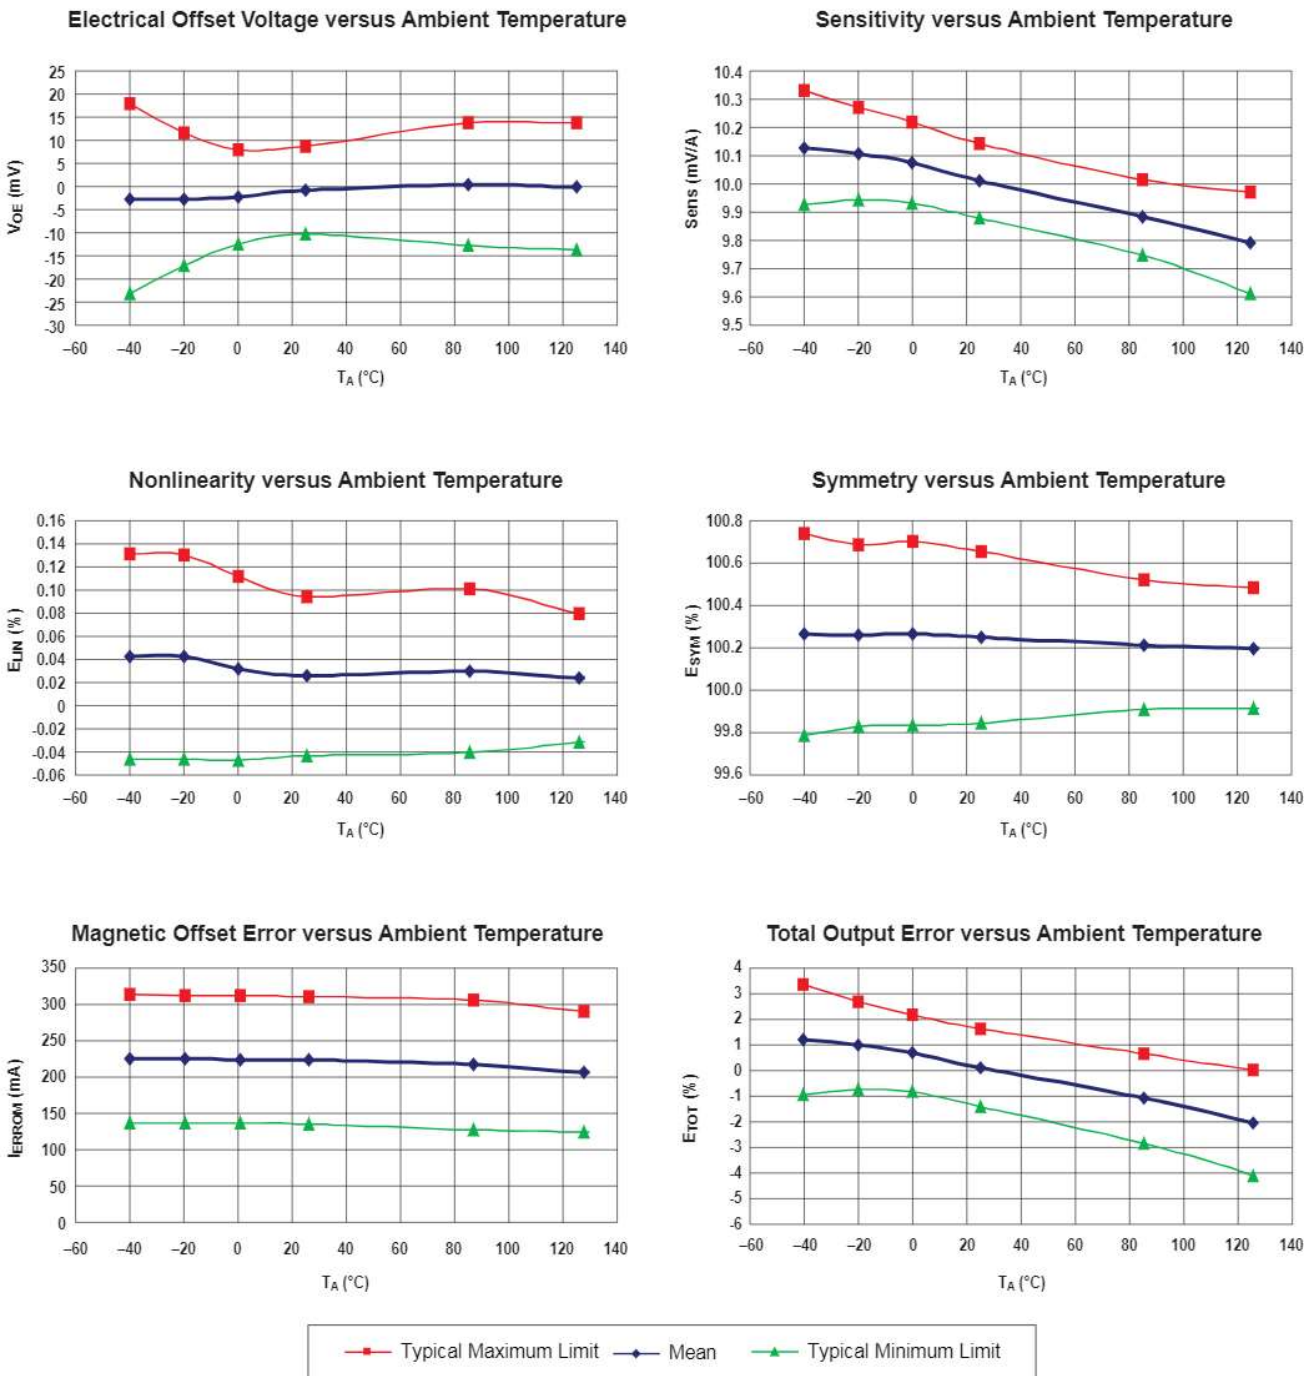 Electrical Offset Voltage versus Ambient Temperature
25
20
15
10
5
0
-5
-10
-15
-20
-25
-30
VOE (mV)
–60 –40 –20 0 20 40 60 80 100 120 140
TA (°C)
Sensitivity versus Ambient Temperature
10.4
10.3
10.2
10.1
10.0
9.9
9.8
9.7
9.6
9.5
Sens (mV/A)
–60 –40 –20 0 20 40 60 80 100 120 140
TA (°C)
Nonlinearity versus Ambient Temperature
0.16
0.14
0.12
0.10
0.08
0.06
0.04
0.02
0
-0.02
-0.04
-0.06
ELIN (%)
–60 –40 –20 0 20 40 60 80 100 120 140
TA (°C)
Symmetry versus Ambient Temperature
100.8
100.6
100.4
100.2
100.0
99.8
99.6
ESYM (%)
–60 –40 –20 0 20 40 60 80 100 120 140
TA (°C)
Magnetic Offset Error versus Ambient Temperature
350
300
250
200
150
100
50
0
IERROM (mA)
–60 –40 –20 0 20 40 60 80 100 120 140
TA (°C)
Total Output Error versus Ambient Temperature
4
3
2
1
0
-1
-2
-3
-4
-5
-6
ETOT (%)
–60 –40 –20 0 20 40 60 80 100 120 140
TA (°C)
Typical Maximum Limit Mean Typical Minimum Limit